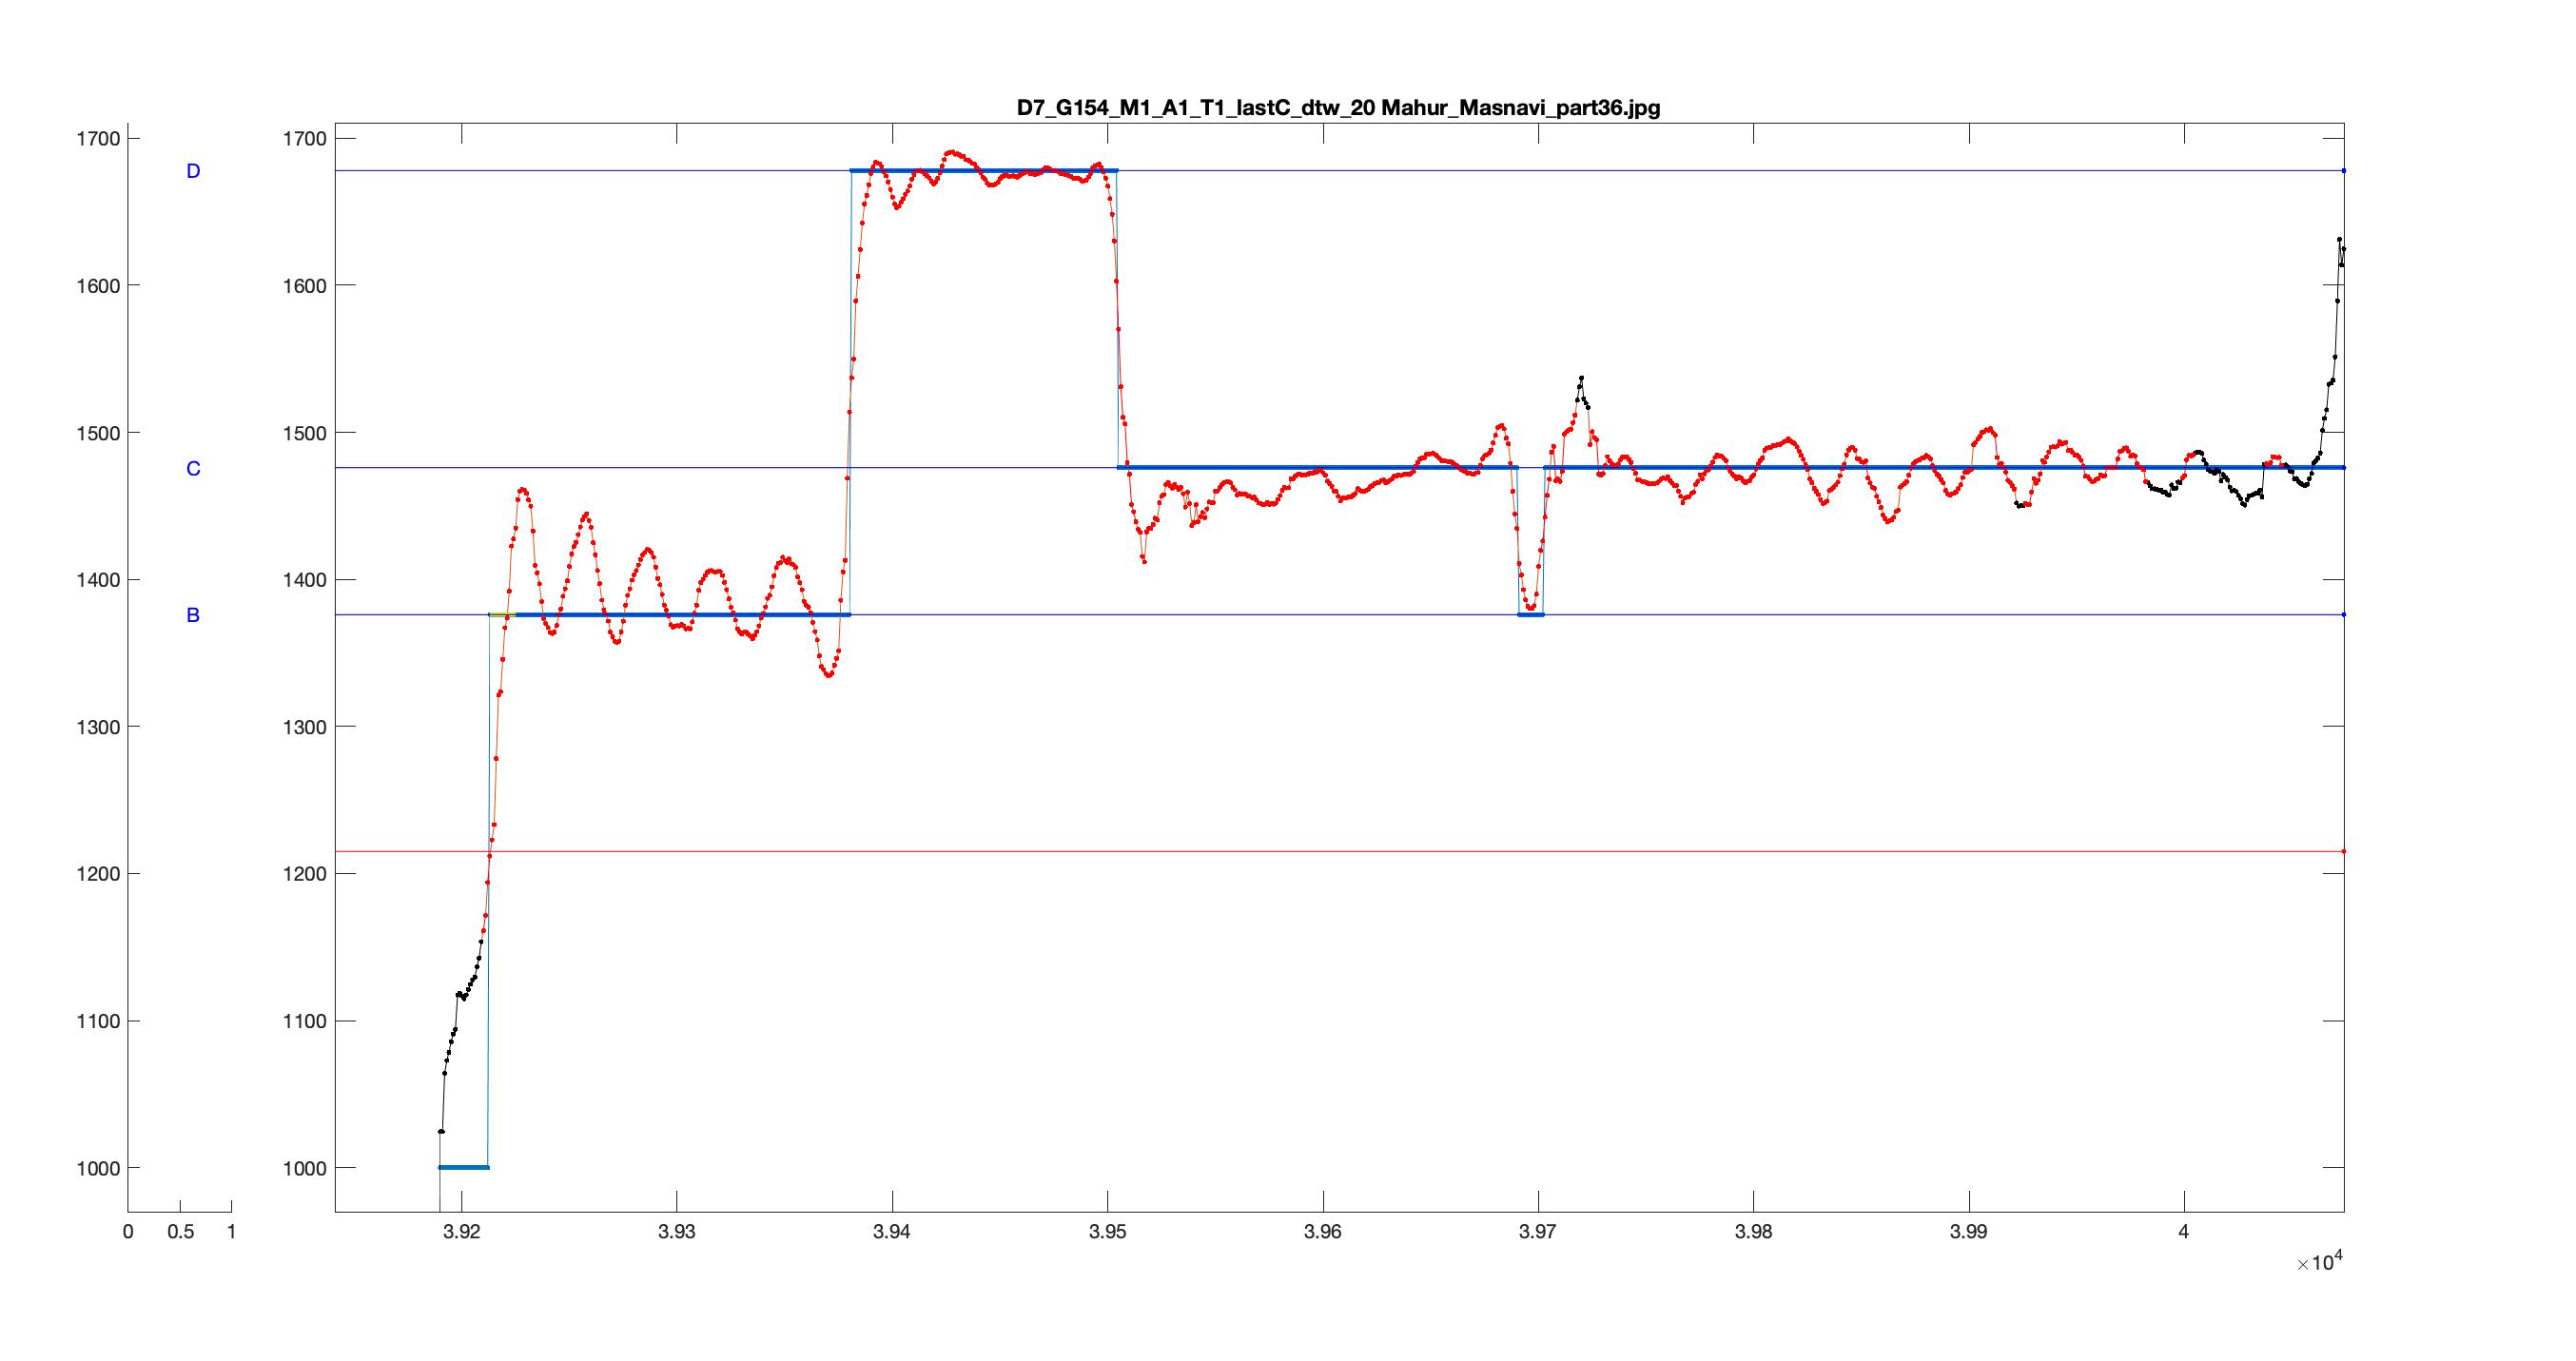 D7_G154_M1_A1_T1_lastC_dtw_20 Mahur_Masnavi_part36.jpg
1700 1700
D
1600 1600
1500 1500
C
1400 1400
B
1300 1300
1200 1200
1100 1100
1000 1000
0 0.5 1 3.92 3.93 3.94 3.95 3.96 3.97 3.98 3.99 4
×10^4